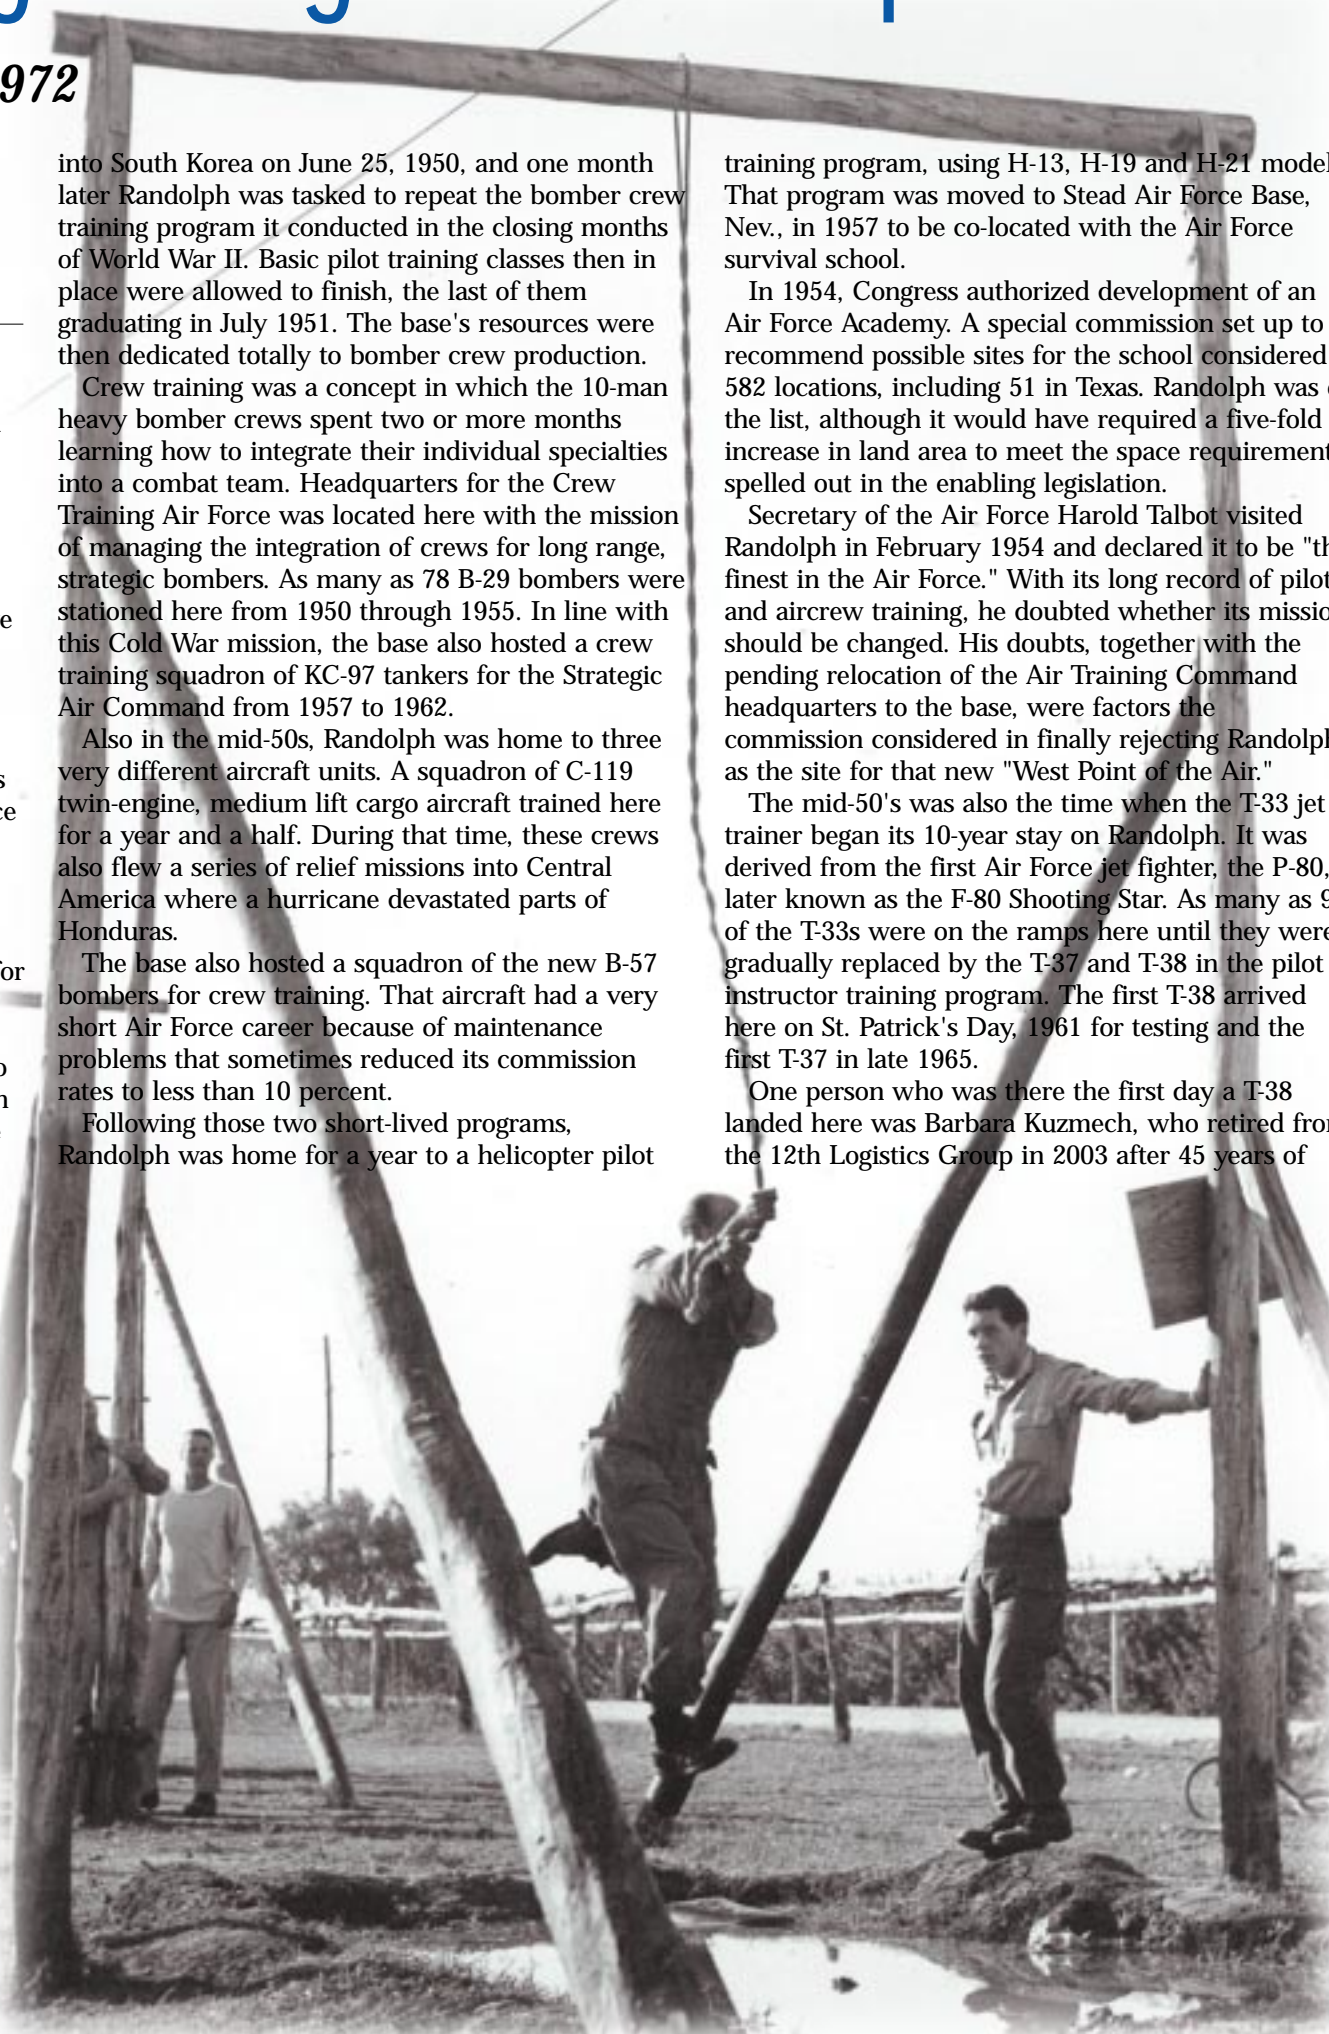 972
into South Korea on June 25, 1950, and one month
later Randolph was tasked to repeat the bomber crew
training program it conducted in the closing months
of World War II. Basic pilot training classes then in
place were allowed to finish, the last of them
graduating in July 1951. The base's resources were
then dedicated totally to bomber crew production.
Crew training was a concept in which the 10-man
heavy bomber crews spent two or more months
learning how to integrate their individual specialties
into a combat team. Headquarters for the Crew
Training Air Force was located here with the mission
of managing the integration of crews for long range,
strategic bombers. As many as 78 B-29 bombers were
stationed here from 1950 through 1955. In line with
this Cold War mission, the base also hosted a crew
training squadron of KC-97 tankers for the Strategic
Air Command from 1957 to 1962.
Also in the mid-50s, Randolph was home to three
very different aircraft units. A squadron of C-119
twin-engine, medium lift cargo aircraft trained here
for a year and a half. During that time, these crews
also flew a series of relief missions into Central
America where a hurricane devastated parts of
Honduras.
The base also hosted a squadron of the new B-57
bombers for crew training. That aircraft had a very
short Air Force career because of maintenance
problems that sometimes reduced its commission
rates to less than 10 percent.
Following those two short-lived programs,
Randolph was home for a year to a helicopter pilot
training program, using H-13, H-19 and H-21 model
That program was moved to Stead Air Force Base,
Nev., in 1957 to be co-located with the Air Force
survival school.
In 1954, Congress authorized development of an
Air Force Academy. A special commission set up to
recommend possible sites for the school considered
582 locations, including 51 in Texas. Randolph was
the list, although it would have required a five-fold
increase in land area to meet the space requirement
spelled out in the enabling legislation.
Secretary of the Air Force Harold Talbot visited
Randolph in February 1954 and declared it to be "th
finest in the Air Force." With its long record of pilot
and aircrew training, he doubted whether its missio
should be changed. His doubts, together with the
pending relocation of the Air Training Command
headquarters to the base, were factors the
commission considered in finally rejecting Randolph
as the site for that new "West Point of the Air."
The mid-50's was also the time when the T-33 jet
trainer began its 10-year stay on Randolph. It was
derived from the first Air Force jet fighter, the P-80,
later known as the F-80 Shooting Star. As many as 9
of the T-33s were on the ramps here until they were
gradually replaced by the T-37 and T-38 in the pilot
instructor training program. The first T-38 arrived
here on St. Patrick's Day, 1961 for testing and the
first T-37 in late 1965.
One person who was there the first day a T-38
landed here was Barbara Kuzmech, who retired from
the 12th Logistics Group in 2003 after 45 years of